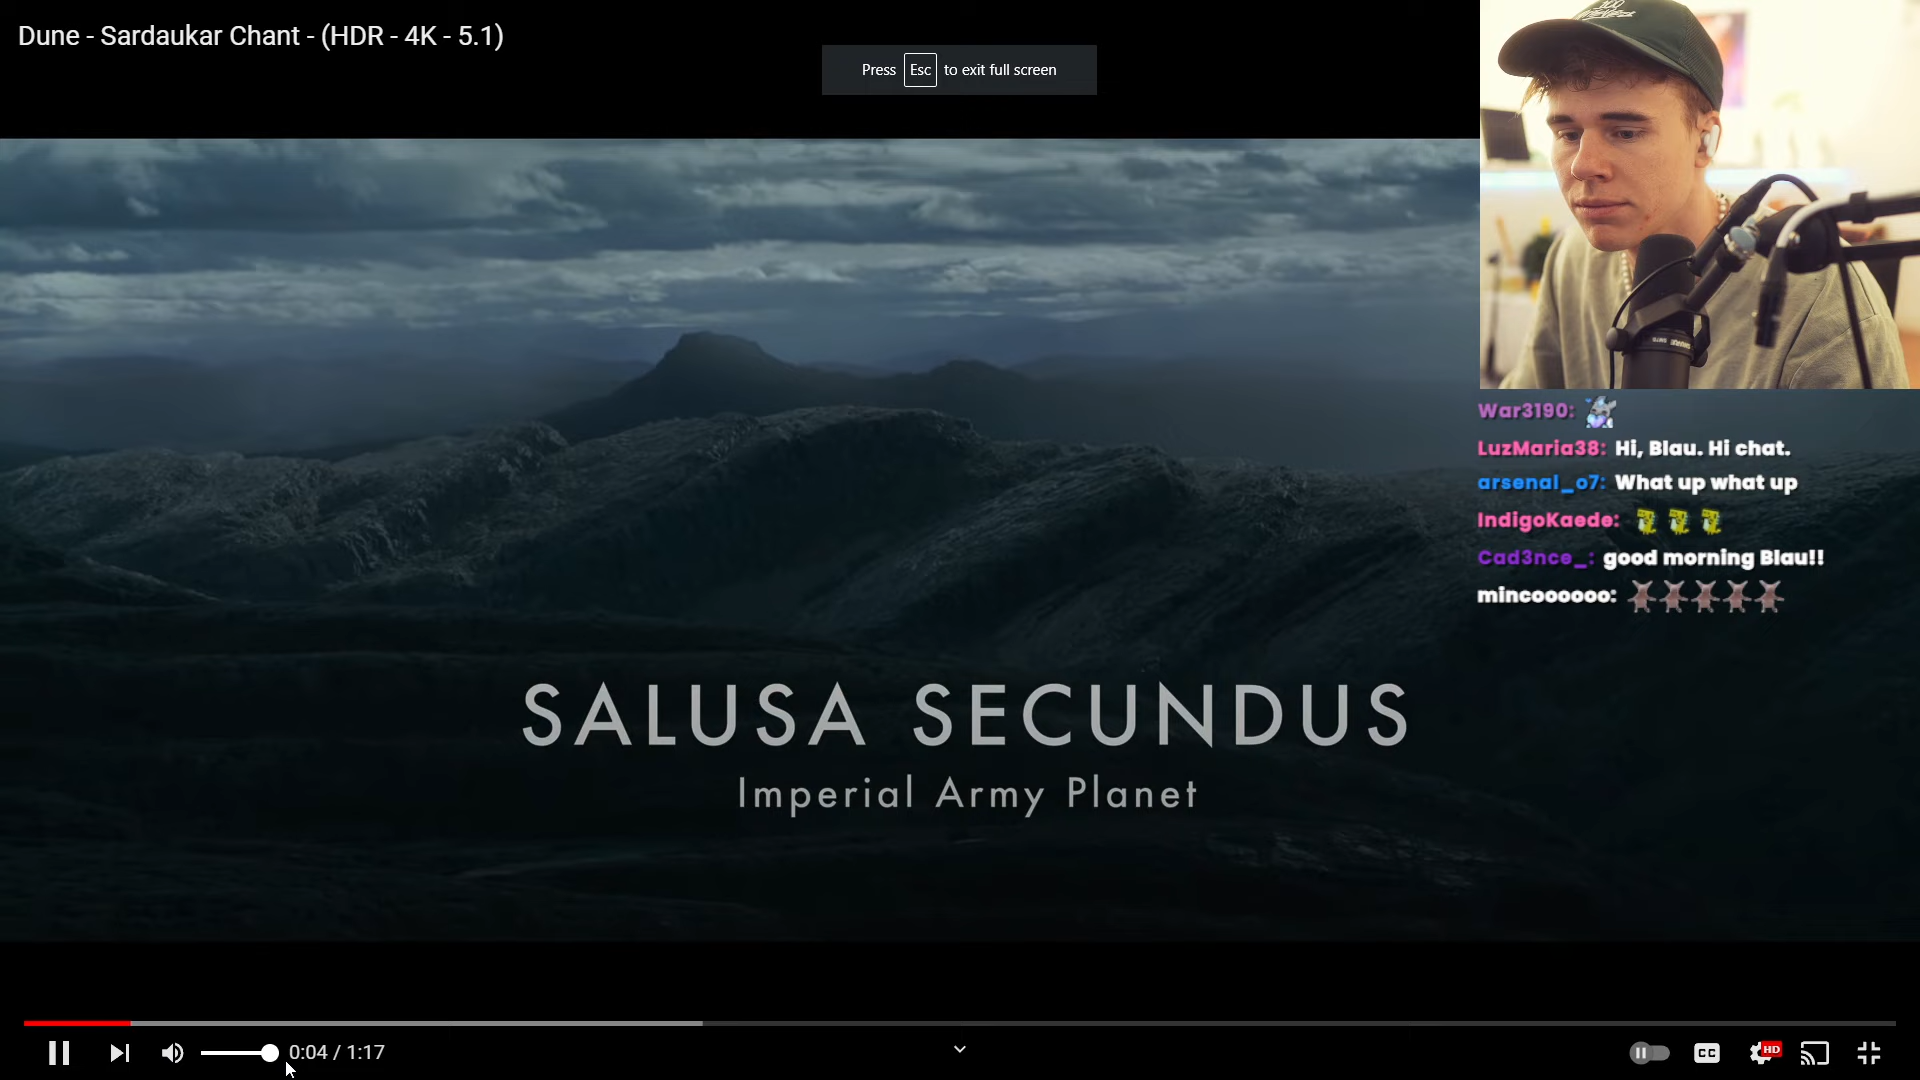 Dune - Sardaukar Chant - (HDR - 4K - 5.1)
Press Esc to exit full screen
War3190:
LuzMaria38: Hi, Blau. Hi chat.
arsenal_o7: What up what up
IndigoKaede:
Cad3nce_: good morning Blau!!
mincoooooo:
SALUSA SECUNDUS
Imperial Army Planet
0:04 / 1:17
CC
HD